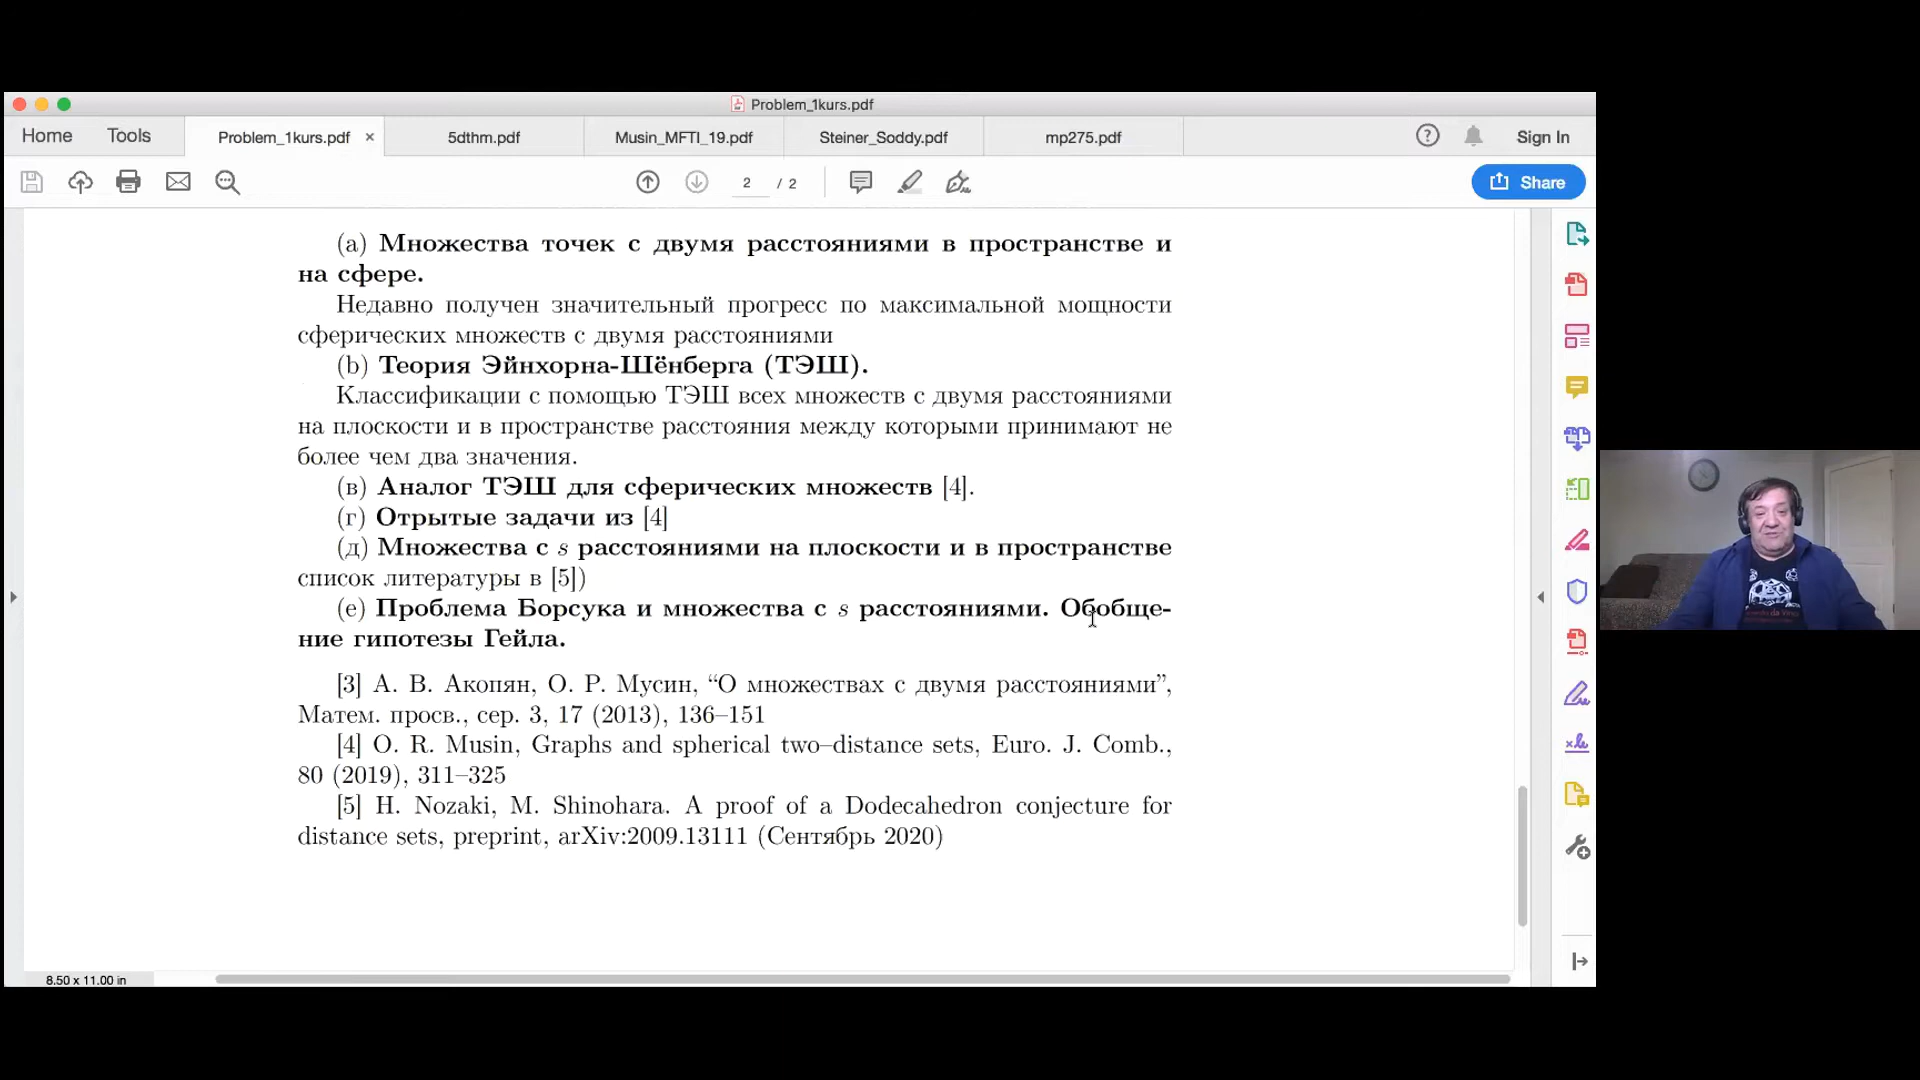 Problem_1kurs.pdf
Home Tools Problem_1kurs.pdf × 5dthm.pdf Musin_MFTI_19.pdf Steiner_Soddy.pdf mp275.pdf ? Sign In
2 / 2 Share
(а) Множества точек с двумя расстояниями в пространстве и
на сфере.
Недавно получен значительный прогресс по максимальной мощности
сферических множеств с двумя расстояниями
(b) Теория Эйнхорна-Шёнберга (ТЭШ).
Классификации с помощью ТЭШ всех множеств с двумя расстояниями
на плоскости и в пространстве расстояния между которыми принимают не
более чем два значения.
(в) Аналог ТЭШ для сферических множеств [4].
(г) Отрытые задачи из [4]
(д) Множества с s расстояниями на плоскости и в пространстве
список литературы в [5])
(е) Проблема Борсука и множества с s расстояниями. Обобще-
ние гипотезы Гейла.
[3] А. В. Акопян, О. Р. Мусин, “О множествах с двумя расстояниями”,
Матем. просв., сер. 3, 17 (2013), 136–151
[4] O. R. Musin, Graphs and spherical two–distance sets, Euro. J. Comb.,
80 (2019), 311–325
[5] H. Nozaki, M. Shinohara. A proof of a Dodecahedron conjecture for
distance sets, preprint, arXiv:2009.13111 (Сентябрь 2020)
8.50 x 11.00 in